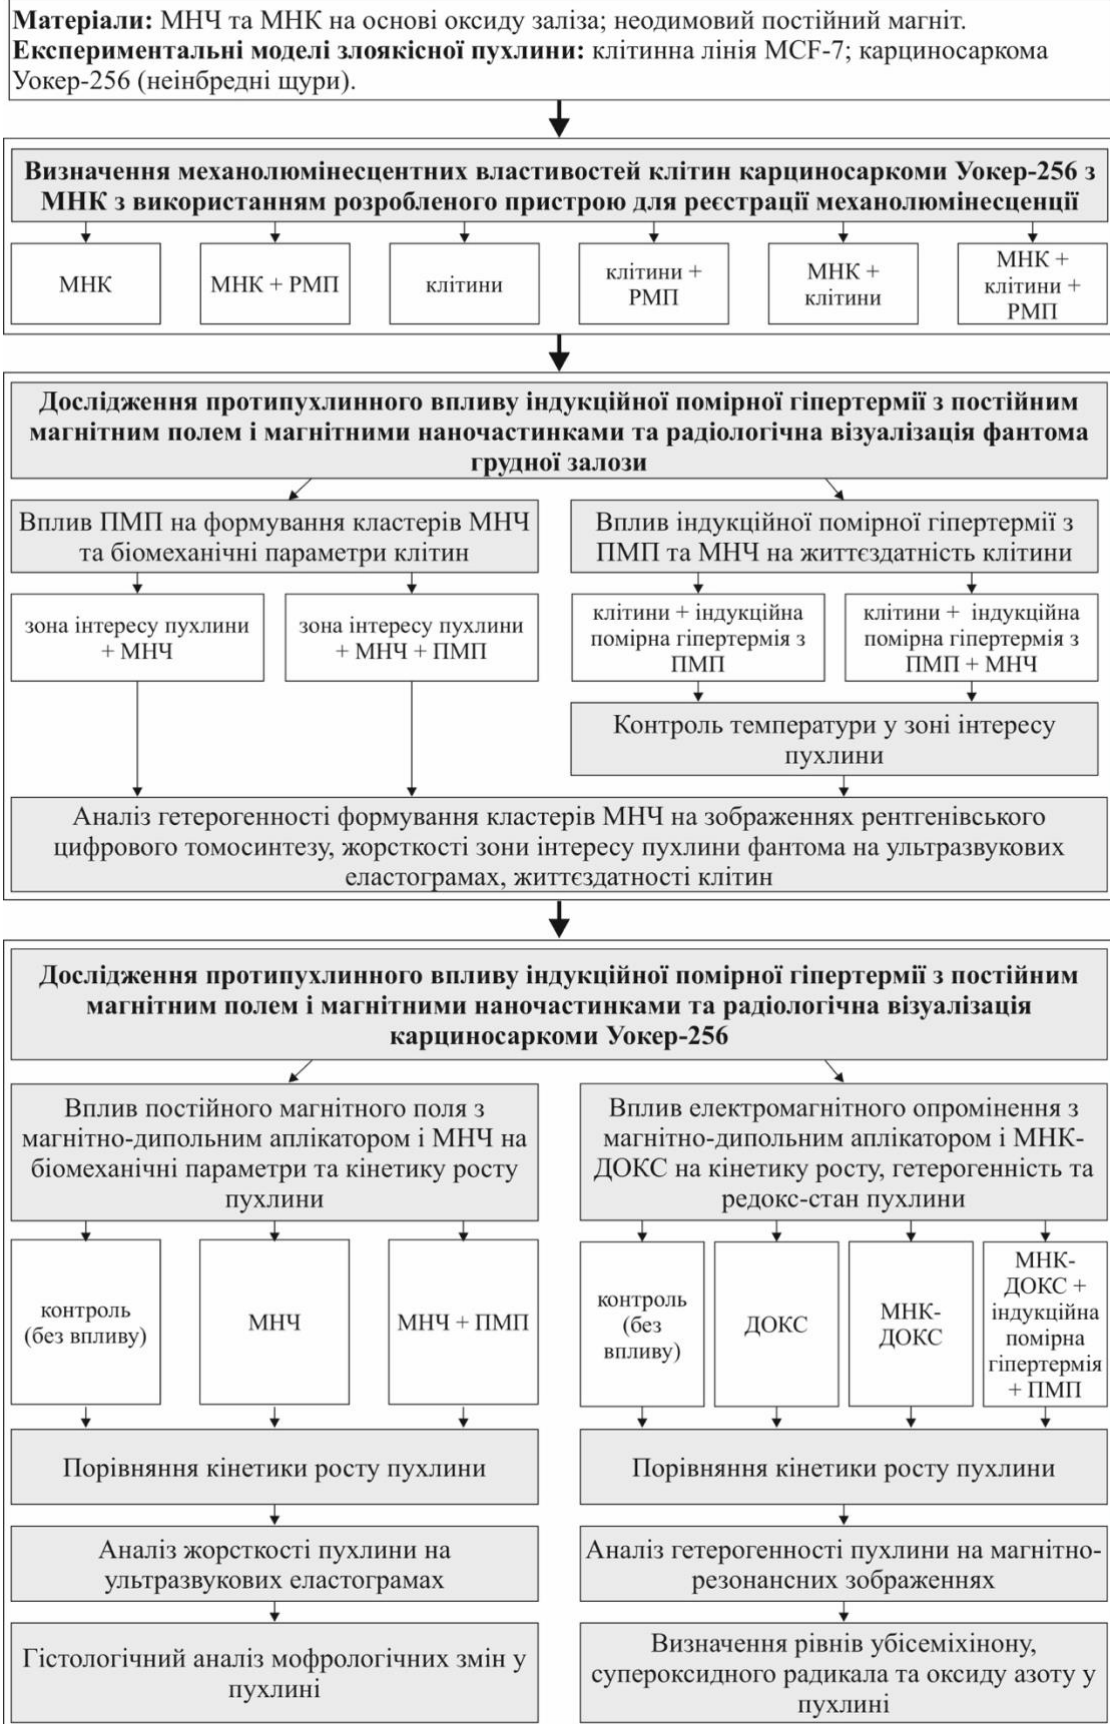 Матеріали: МНЧ та МНК на основі оксиду заліза; неодимовий постійний магніт.
Експериментальні моделі злоякісної пухлини: клітинна лінія MCF-7; карциносаркома
Уокер-256 (неінбредні щури).
Визначення механолюмінесцентних властивостей клітин карциносаркоми Уокер-256 з
МНК з використанням розробленого пристрою для реєстрації механолюмінесценції
МНК
МНК + РМП
клітини
клітини +
РМП
МНК +
клітини
МНК +
клітини +
РМП
Дослідження протипухлинного впливу індукційної помірної гіпертермії з постійним
магнітним полем і магнітними наночастинками та радіологічна візуалізація фантома
грудної залози
Вплив ПМП на формування кластерів МНЧ
та біомеханічні параметри клітин
зона інтересу пухлини
+ МНЧ
зона інтересу пухлини
+ МНЧ + ПМП
Вплив індукційної помірної гіпертермії з
ПМП та МНЧ на життєздатність клітини
клітини + індукційна
помірна гіпертермія з
ПМП
клітини + індукційна
помірна гіпертермія з
ПМП + МНЧ
Контроль температури у зоні інтересу
пухлини
Аналіз гетерогенності формування кластерів МНЧ на зображеннях рентгенівського
цифрового томосинтезу, жорсткості зони інтересу пухлини фантома на ультразвукових
еластограмах, життєздатності клітин
Дослідження протипухлинного впливу індукційної помірної гіпертермії з постійним
магнітним полем і магнітними наночастинками та радіологічна візуалізація
карциносаркоми Уокер-256
Вплив постійного магнітного поля з
магнітно-дипольним аплікатором і МНЧ на
біомеханічні параметри та кінетику росту
пухлини
контроль
(без впливу)
МНЧ
МНЧ + ПМП
Порівняння кінетики росту пухлини
Аналіз жорсткості пухлини на
ультразвукових еластограмах
Гістологічний аналіз мофрологічних змін у
пухлині
Вплив електромагнітного опромінення з
магнітно-дипольним аплікатором і МНК-
ДОКС на кінетику росту, гетерогенність та
редокс-стан пухлини
контроль
(без
впливу)
ДОКС
МНК-
ДОКС
МНК-
ДОКС +
індукційна
помірна
гіпертермія
+ ПМП
Порівняння кінетики росту пухлини
Аналіз гетерогенності пухлини на магнітно-
резонансних зображеннях
Визначення рівнів убісеміхінону,
супероксидного радикала та оксиду азоту у
пухлині